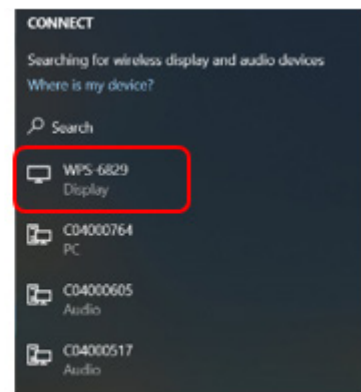 CONNECT
Searching for wireless display and audio devices
Where is my device?
Search
WPS-6829
Display
C04000764
PC
C04000605
Audio
C04000517
Audio